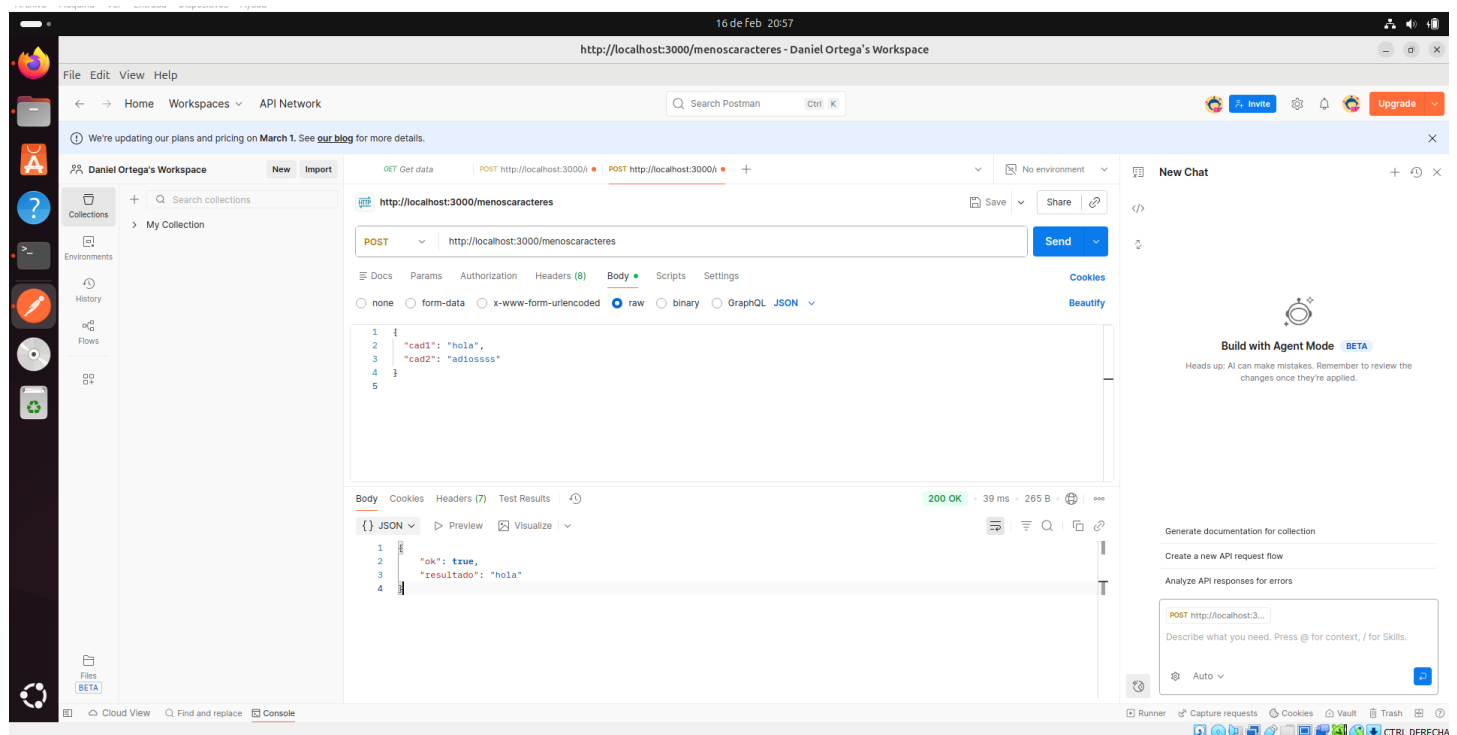 Archivo Máquina Ver Entrada Dispositivos Ayuda
16 de feb 20:57
http://localhost:3000/menoscaracteres - Daniel Ortega's Workspace
File Edit View Help
Home Workspaces API Network
Search Postman Ctrl K
Invite
Upgrade
We're updating our plans and pricing on March 1. See our blog for more details.
Daniel Ortega's Workspace New Import
GET Get data
POST http://localhost:3000/
POST http://localhost:3000/
No environment
New Chat
Collections
Search collections
My Collection
Environments
History
Flows
Files
BETA
HTTP http://localhost:3000/menoscaracteres
Save Share
POST http://localhost:3000/menoscaracteres
Send
Docs Params Authorization Headers (8) Body Scripts Settings
Cookies
none form-data x-www-form-urlencoded raw binary GraphQL JSON
Beautify
1 {
2 "cad1": "hola",
3 "cad2": "adiossss"
4 }
5
Body Cookies Headers (7) Test Results
200 OK 39 ms 265 B
{} JSON Preview Visualize
1 {
2 "ok": true,
3 "resultado": "hola"
4 }
Build with Agent Mode BETA
Heads up: AI can make mistakes. Remember to review the
changes once they're applied.
Generate documentation for collection
Create a new API request flow
Analyze API responses for errors
POST http://localhost:3...
Describe what you need. Press @ for context, / for Skills.
Auto
Cloud View Find and replace Console
Runner Capture requests Cookies Vault Trash
CTRL DERECHA